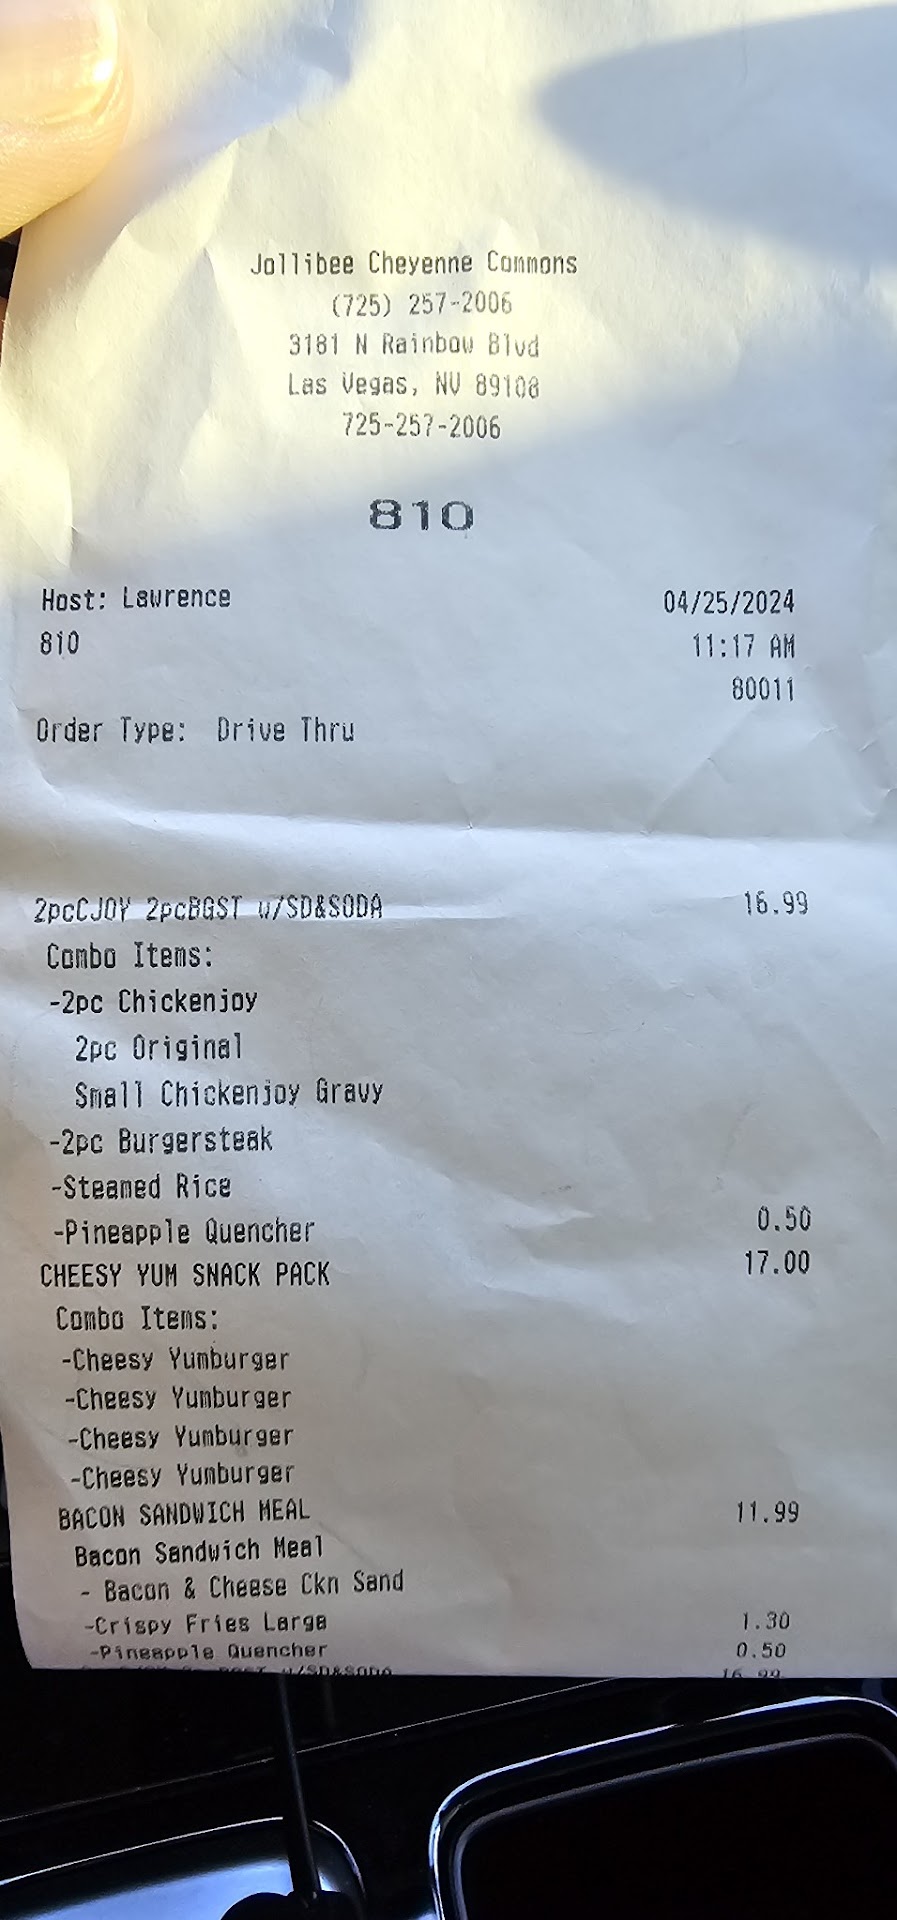 Jollibee Cheyenne Commons
(725) 257-2006
3181 N Rainbow Blvd
Las Vegas, NV 89108
725-257-2006
810
Host: Lawrence 04/25/2024
810 11:17 AM
80011
Order Type: Drive Thru
2pcCJOY 2pcBGST w/SD&SODA 16.99
Combo Items:
-2pc Chickenjoy
2pc Original
Small Chickenjoy Gravy
-2pc Burgersteak
-Steamed Rice
-Pineapple Quencher 0.50
CHEESY YUM SNACK PACK 17.00
Combo Items:
-Cheesy Yumburger
-Cheesy Yumburger
-Cheesy Yumburger
-Cheesy Yumburger
BACON SANDWICH MEAL 11.99
Bacon Sandwich Meal
- Bacon & Cheese Ckn Sand
-Crispy Fries Large 1.30
-Pineapple Quencher 0.50
w/SD&SODA 16.99